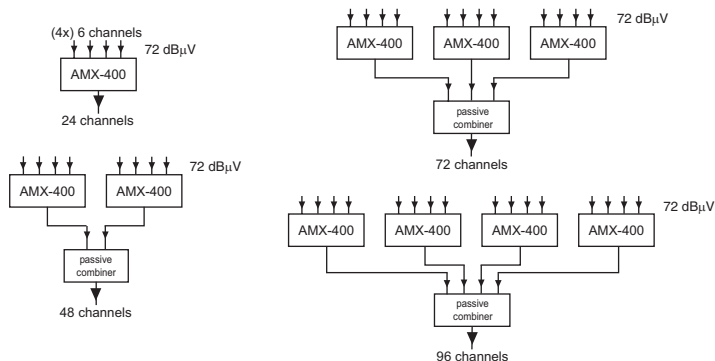 (4x) 6 channels
72 dBµV
AMX-400
24 channels
72 dBµV
AMX-400 AMX-400
passive
combiner
48 channels
72 dBµV
AMX-400 AMX-400 AMX-400
passive
combiner
72 channels
72 dBµV
AMX-400 AMX-400 AMX-400 AMX-400
passive
combiner
96 channels